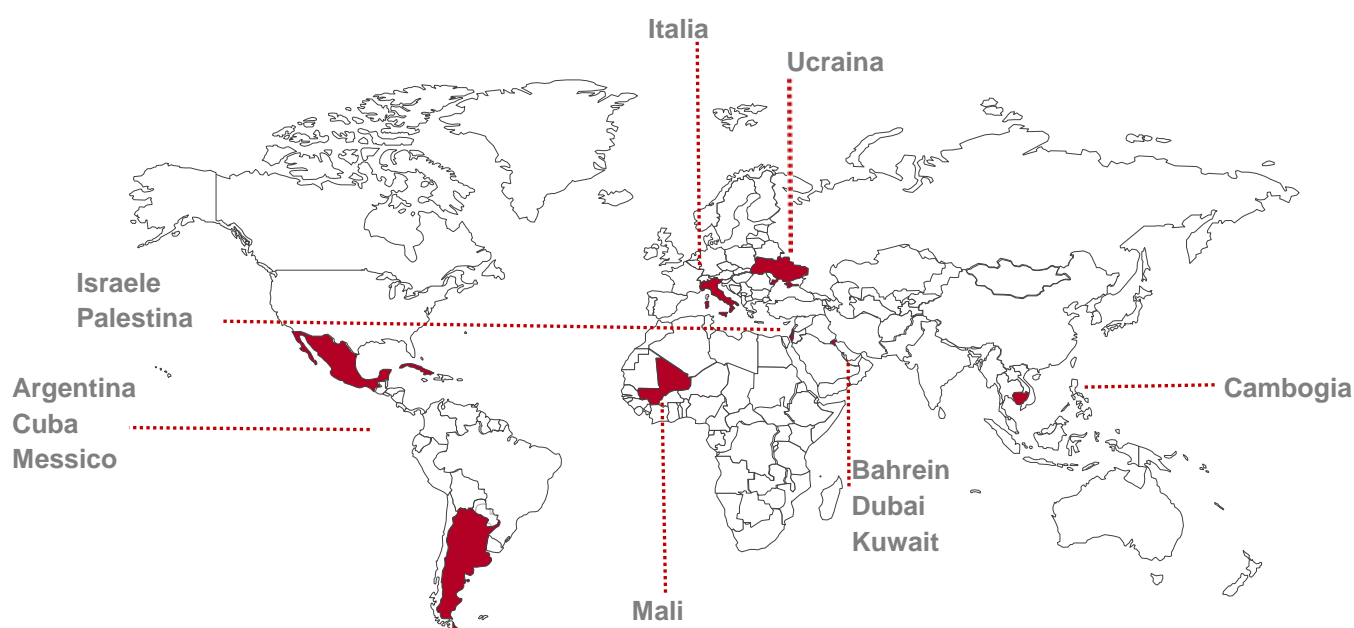 Italia
Ucraina
Israele
Palestina
Argentina
Cuba
Messico
Cambogia
Bahrein
Dubai
Kuwait
Mali